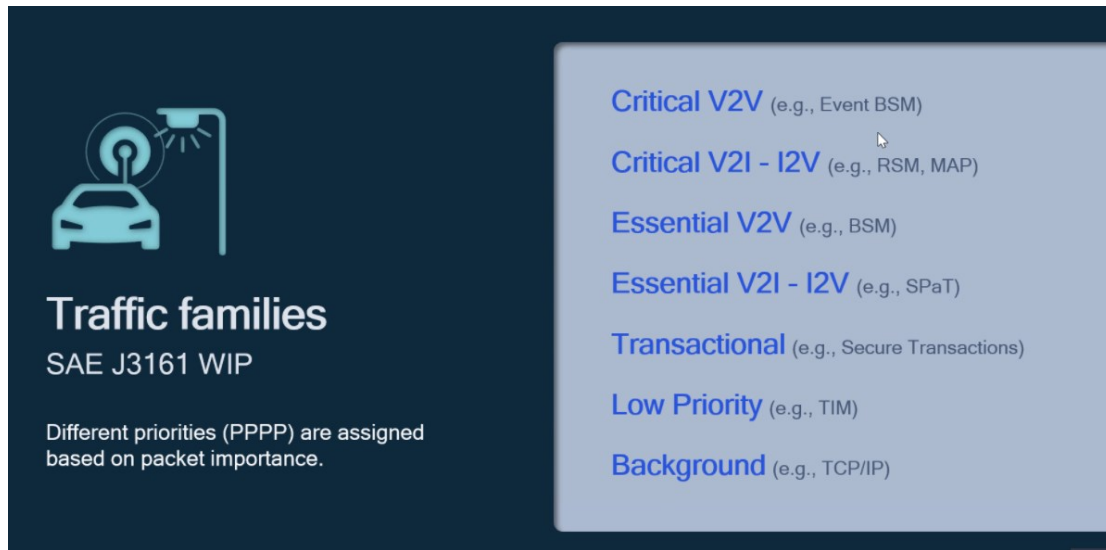 Traffic families
SAE J3161 WIP
Different priorities (PPPP) are assigned
based on packet importance.
Critical V2V (e.g., Event BSM)
Critical V2I - I2V (e.g., RSM, MAP)
Essential V2V (e.g., BSM)
Essential V2I - I2V (e.g., SPaT)
Transactional (e.g., Secure Transactions)
Low Priority (e.g., TIM)
Background (e.g., TCP/IP)